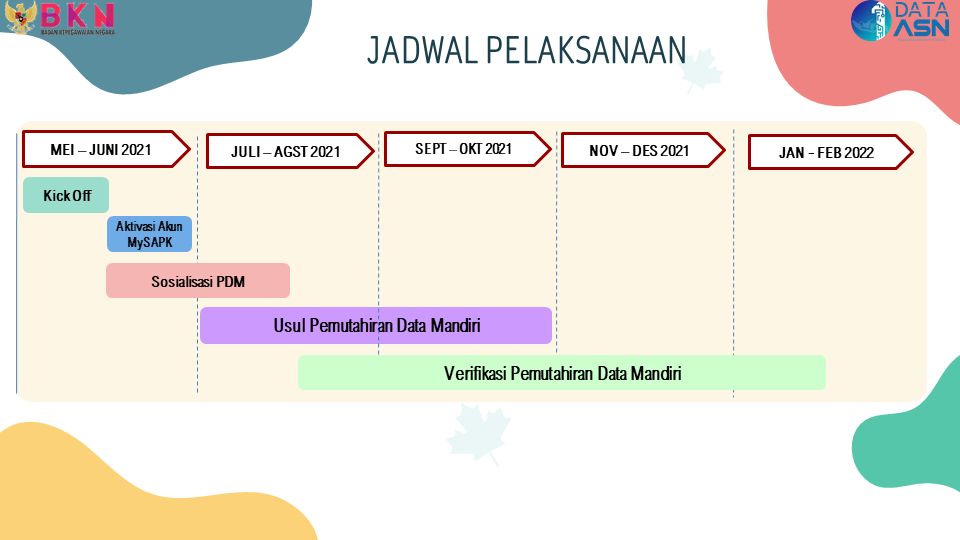 BKN
BADAN KEPEGAWAIAN NEGARA
DATA
ASN
JADWAL PELAKSANAAN
MEI – JUNI 2021
JULI – AGST 2021
SEPT – OKT 2021
NOV – DES 2021
JAN - FEB 2022
Kick Off
Aktivasi Akun
MySAPK
Sosialisasi PDM
Usul Pemutahiran Data Mandiri
Verifikasi Pemutahiran Data Mandiri